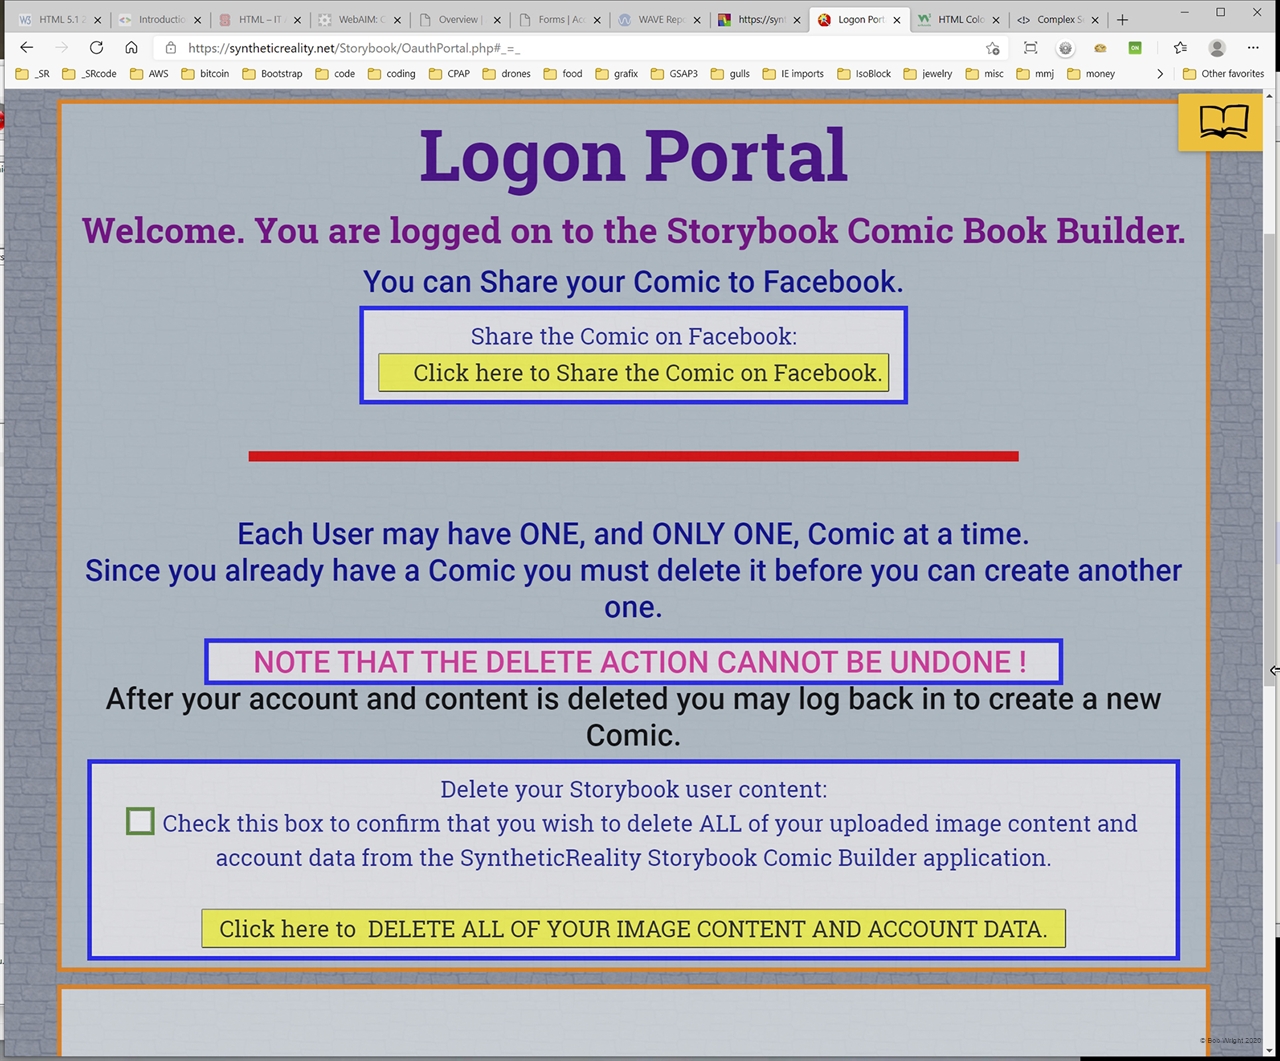 HTML 5.1 2
Introductio
HTML – IT A
WebAIM: C
Overview |
Forms | Acc
WAVE Repo
https://synt
Logon Port
HTML Colo
Complex Se
https://syntheticreality.net/Storybook/OauthPortal.php#_=_
_SR
_SRcode
AWS
bitcoin
Bootstrap
code
coding
CPAP
drones
food
grafix
GSAP3
gulls
IE imports
IsoBlock
jewelry
misc
mmj
money
Other favorites
Logon Portal
Welcome. You are logged on to the Storybook Comic Book Builder.
You can Share your Comic to Facebook.
Share the Comic on Facebook:
Click here to Share the Comic on Facebook.
Each User may have ONE, and ONLY ONE, Comic at a time.
Since you already have a Comic you must delete it before you can create another
one.
NOTE THAT THE DELETE ACTION CANNOT BE UNDONE !
After your account and content is deleted you may log back in to create a new
Comic.
Delete your Storybook user content:
Check this box to confirm that you wish to delete ALL of your uploaded image content and
account data from the SyntheticReality Storybook Comic Builder application.
Click here to DELETE ALL OF YOUR IMAGE CONTENT AND ACCOUNT DATA.
© Bob Wright 2020